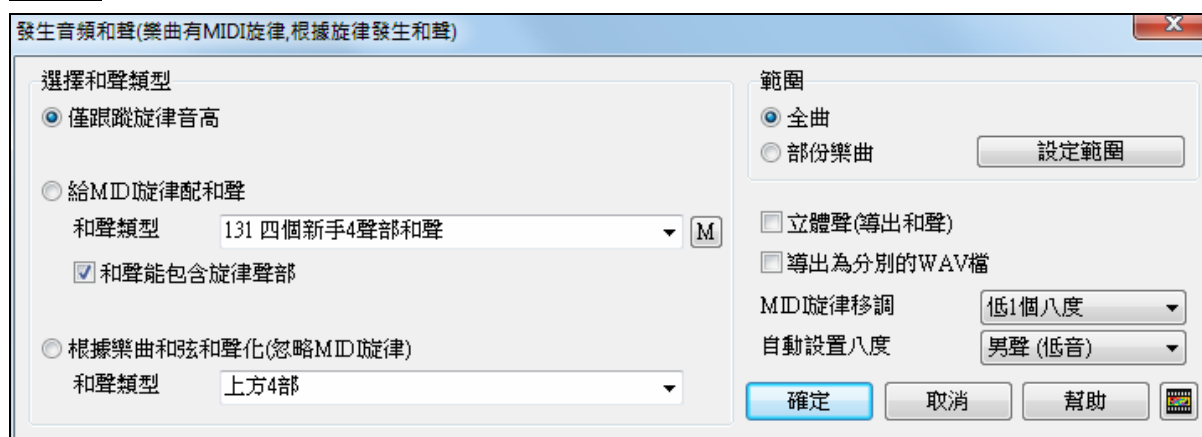 發生音頻和聲(樂曲有MIDI旋律,根據旋律發生和聲)
選擇和聲類型
僅跟蹤旋律音高
給MIDI旋律配和聲
和聲類型
131 四個新手4聲部和聲
M
和聲能包含旋律聲部
根據樂曲和弦和聲化(忽略MIDI旋律)
和聲類型
上方4部
範圍
全曲
部份樂曲
設定範圍
立體聲(導出和聲)
導出為分別的WAV檔
MIDI旋律移調
低1個八度
自動設置八度
男聲 (低音)
確定
取消
幫助